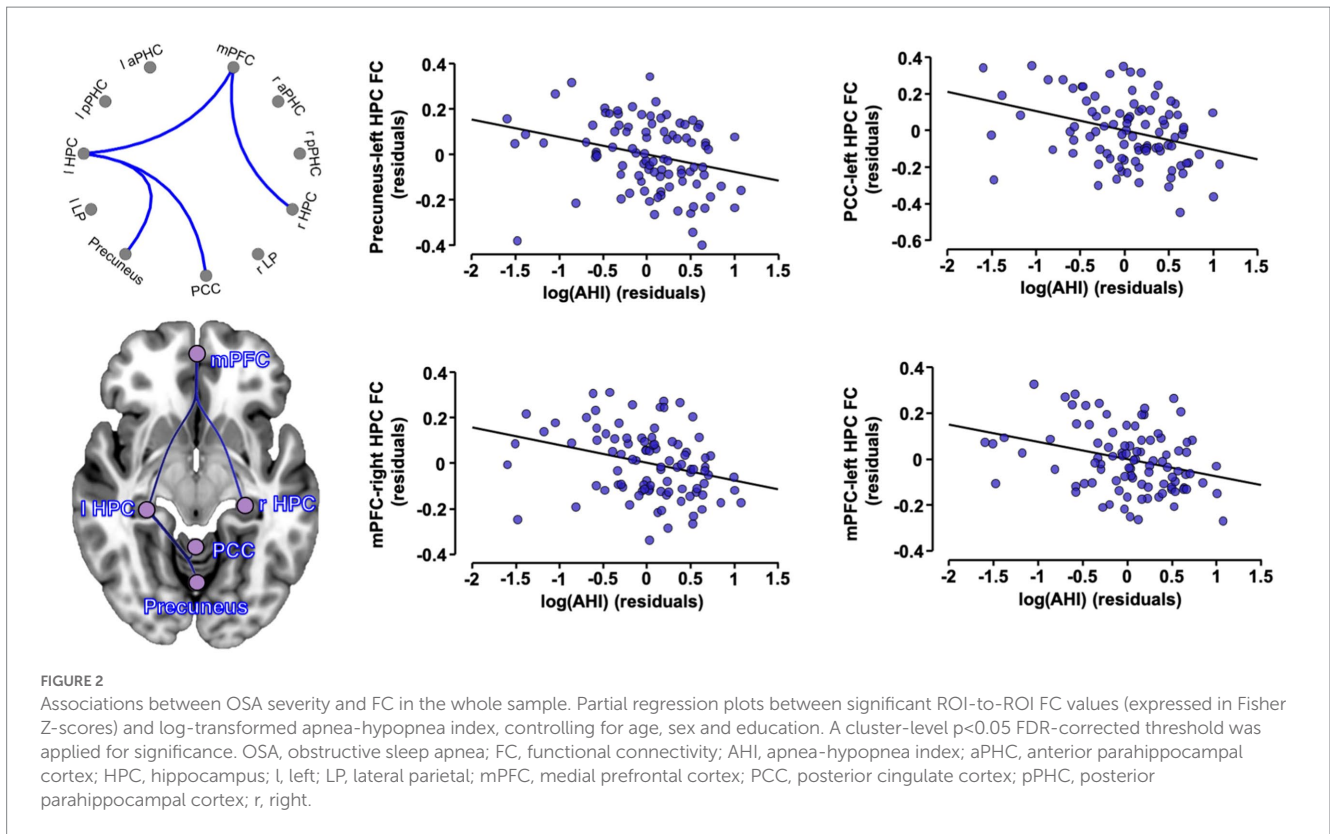 mPFC
r aPHC
r pPHC
r HPC
r LP
PCC
Precuneus
l LP
l HPC
l pPHC
l aPHC
mPFC
l HPC
r HPC
PCC
Precuneus
Precuneus-left HPC FC
(residuals)
0.4
0.2
0
-0.2
-0.4
-2 -1.5 -1 -0.5 0 0.5 1 1.5
log(AHI) (residuals)
PCC-left HPC FC
(residuals)
0.4
0.2
0
-0.2
-0.4
-0.6
-2 -1.5 -1 -0.5 0 0.5 1 1.5
log(AHI) (residuals)
mPFC-right HPC FC
(residuals)
0.4
0.2
0
-0.2
-0.4
-2 -1.5 -1 -0.5 0 0.5 1 1.5
log(AHI) (residuals)
mPFC-left HPC FC
(residuals)
0.4
0.2
0
-0.2
-0.4
-2 -1.5 -1 -0.5 0 0.5 1 1.5
log(AHI) (residuals)
FIGURE 2
Associations between OSA severity and FC in the whole sample. Partial regression plots between significant ROI-to-ROI FC values (expressed in Fisher
Z-scores) and log-transformed apnea-hypopnea index, controlling for age, sex and education. A cluster-level p<0.05 FDR-corrected threshold was
applied for significance. OSA, obstructive sleep apnea; FC, functional connectivity; AHI, apnea-hypopnea index; aPHC, anterior parahippocampal
cortex; HPC, hippocampus; l, left; LP, lateral parietal; mPFC, medial prefrontal cortex; PCC, posterior cingulate cortex; pPHC, posterior
parahippocampal cortex; r, right.